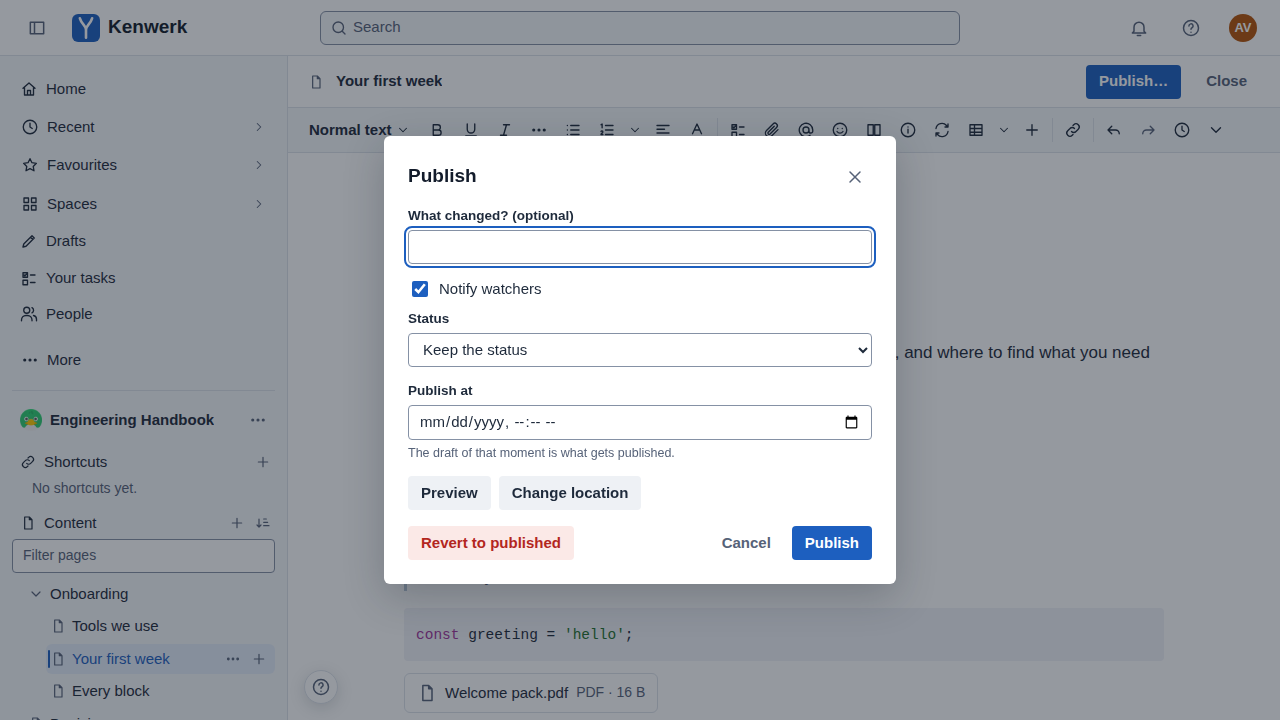 Kenwerk
Search
AV
Home
Recent
Favourites
Spaces
Drafts
Your tasks
People
More
Engineering Handbook
Shortcuts
No shortcuts yet.
Content
Filter pages
Onboarding
Tools we use
Your first week
Every block
Your first week
Publish…
Close
Normal text
, and where to find what you need
Publish
What changed? (optional)
Notify watchers
Status
Keep the status
Publish at
mm/dd/yyyy, --:-- --
The draft of that moment is what gets published.
Preview
Change location
Revert to published
Cancel
Publish
const greeting = 'hello';
Welcome pack.pdf PDF · 16 B